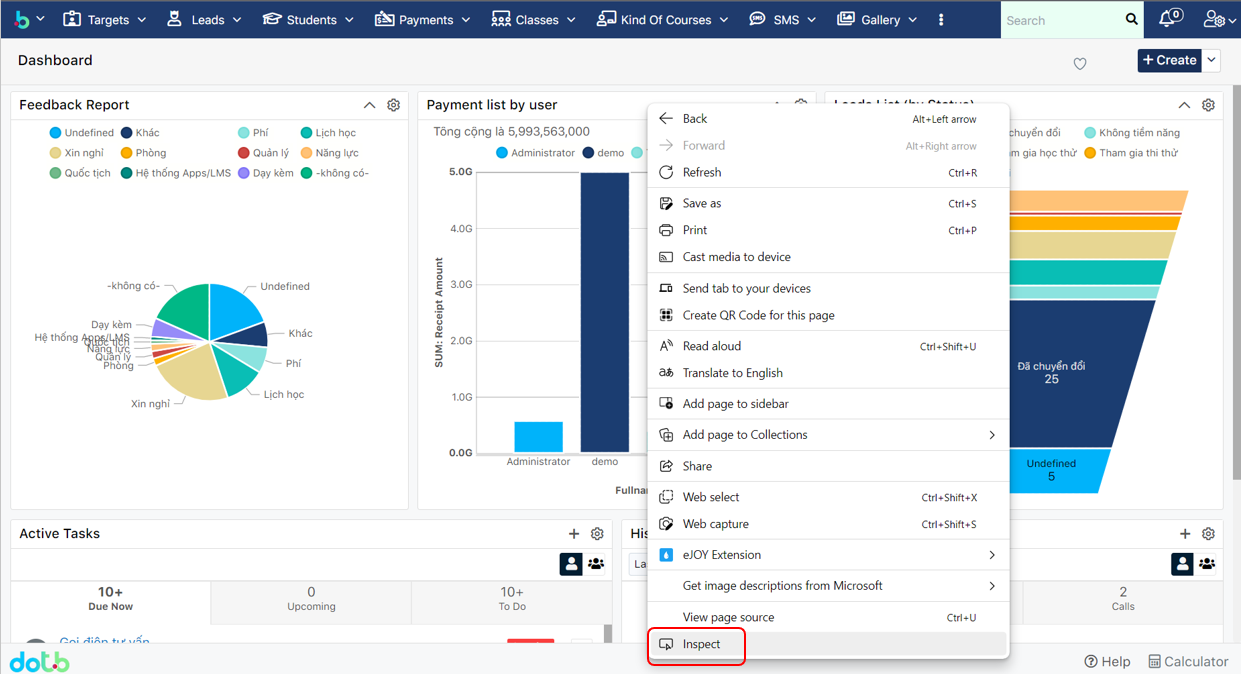 b Targets Leads Students Payments Classes Kind Of Courses SMS Gallery Search 0
Dashboard
Create
Feedback Report
Undefined Khác Phí Lịch học
Xin nghỉ Phòng Quản lý Năng lực
Quốc tịch Hệ thống Apps/LMS Dạy kèm -không có-
-không có-
Undefined
Dạy kèm
Khác
Hệ thống Apps/LMS
Quốc tịch
Năng lực
Quản lý
Phí
Phòng
Lịch học
Xin nghỉ
Payment list by user
Tông cộng là 5,993,563,000
Administrator demo
5.0G
4.0G
3.0G
2.0G
1.0G
0.0G
SUM: Receipt Amount
Administrator demo
Fullna
Leads List (by Status)
chuyển đổi Không tiềm năng
m gia học thử Tham gia thi thử
Đã chuyển đổi
25
Undefined
5
Back Alt+Left arrow
Forward Alt+Right arrow
Refresh Ctrl+R
Save as Ctrl+S
Print Ctrl+P
Cast media to device
Send tab to your devices
Create QR Code for this page
Read aloud Ctrl+Shift+U
Translate to English
Add page to sidebar
Add page to Collections
Share
Web select Ctrl+Shift+X
Web capture Ctrl+Shift+S
eJOY Extension
Get image descriptions from Microsoft
View page source Ctrl+U
Inspect
Active Tasks
10+
Due Now
0
Upcoming
10+
To Do
Gọi điện tư vấn
His
La
2
Calls
dotb
Help Calculator